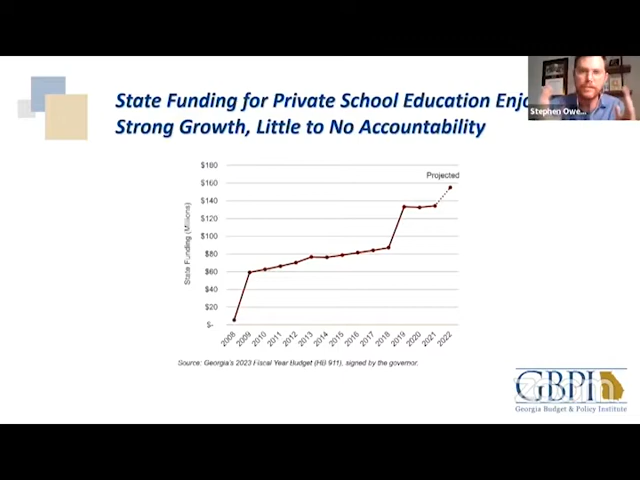 State Funding for Private School Education Enjo
Strong Growth, Little to No Accountability
Stephen Owe...
$180
$160
$140
$120
$100
$80
$60
$40
$20
$-
State Funding (Millions)
Projected
2008 2009 2010 2011 2012 2013 2014 2015 2016 2017 2018 2019 2020 2021 2022
Source: Georgia's 2023 Fiscal Year Budget (HB 911), signed by the governor.
GBPI
zoom
Georgia Budget & Policy Institute